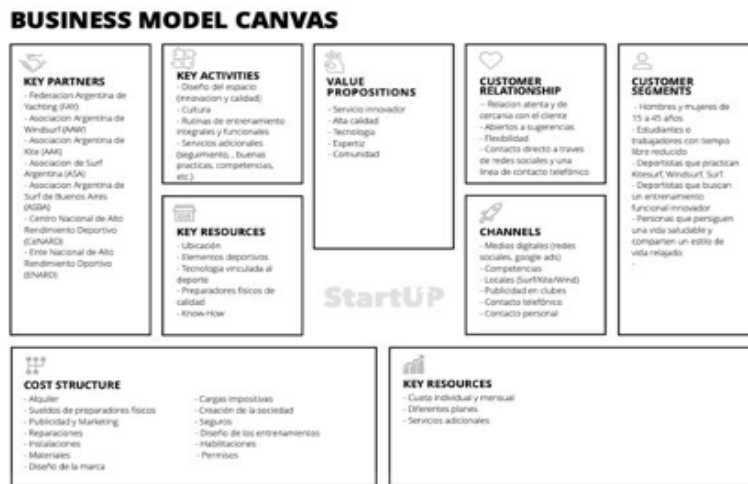 BUSINESS MODEL CANVAS
KEY PARTNERS
- Federacion Argentina de
Yachting (FAY)
- Asociacion Argentina de
Windsurf (AAW)
- Asociacion Argentina de
Kite (AAK)
- Asociacion de Surf
Argentina (ASA)
- Asociacion Argentina de
Surf de Buenos Aires
(ASBA)
- Centro Nacional de Alto
Rendimiento Deportivo
(CeNARD)
- Ente Nacional de Alto
Rendimiento Dportivo
(ENARD)
KEY ACTIVITIES
- Diseño del espacio
(innovacion y calidad)
- Cultura
- Rutinas de entrenamiento
integrales y funcionales
- Servicios adicionales
(seguimiento, , buenas
practicas, competencias,
etc.)
KEY RESOURCES
- Ubicación
- Elementos deportivos
- Tecnologia vinculada al
deporte
- Preparadores fisicos de
calidad
- Know-How
VALUE
PROPOSITIONS
- Servicio innovador
- Alta calidad
- Tecnologia
- Expertiz
- Comunidad
StartUP
CUSTOMER
RELATIONSHIP
- Relacion atenta y de
cercania con el cliente
- Abiertos a sugerencias
- Flexibilidad
- Contacto directo a traves
de redes sociales y una
linea de contacto telefónico
CHANNELS
- Medios digitales (redes
sociales, google ads)
- Competencias
- Locales (Surf/Kite/Wind)
- Publicidad en clubes
- Contacto telefónico
- Contacto personal
CUSTOMER
SEGMENTS
- Hombres y mujeres de
15 a 45 años
- Estudiantes o
trabajadores con tiempo
libre reducido
- Deportistas que practican
Kitesurf, Windsurf, Surf
- Deportistas que buscan
un entrenamiento
funcional innovador
- Personas que persiguen
una vida saludable y
comparten un estilo de
vida relajado.
-
COST STRUCTURE
- Alquiler
- Sueldos de preparadores fisicos
- Publicidad y Marketing
- Reparaciones
- Instalaciones
- Materiales
- Diseño de la marca
- Cargas impositivas
- Creación de la sociedad
- Seguros
- Diseño de los entrenamientos
- Habilitaciones
- Permisos
KEY RESOURCES
- Cuota individual y mensual
- Diferentes planes
- Servicios adicionales